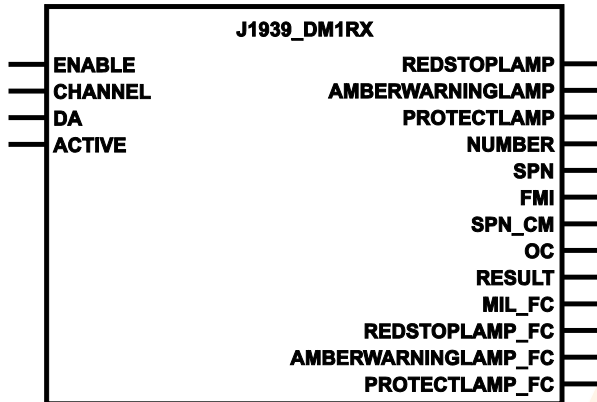 J1939_DM1RX
ENABLE REDSTOPLAMP
CHANNEL AMBERWARNINGLAMP
DA PROTECTLAMP
ACTIVE NUMBER
SPN
FMI
SPN_CM
OC
RESULT
MIL_FC
REDSTOPLAMP_FC
AMBERWARNINGLAMP_FC
PROTECTLAMP_FC